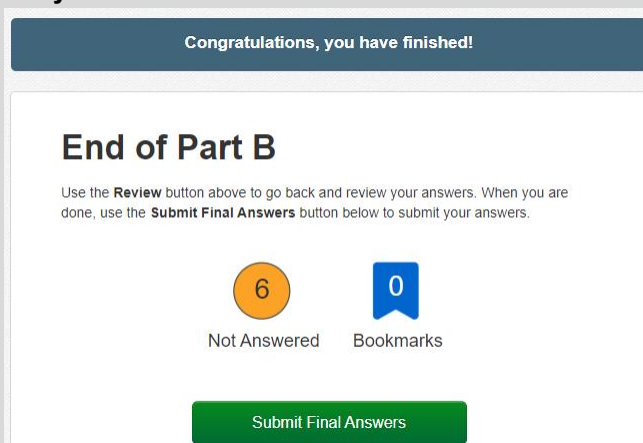 Congratulations, you have finished!
End of Part B
Use the Review button above to go back and review your answers. When you are
done, use the Submit Final Answers button below to submit your answers.
6 0
Not Answered Bookmarks
Submit Final Answers